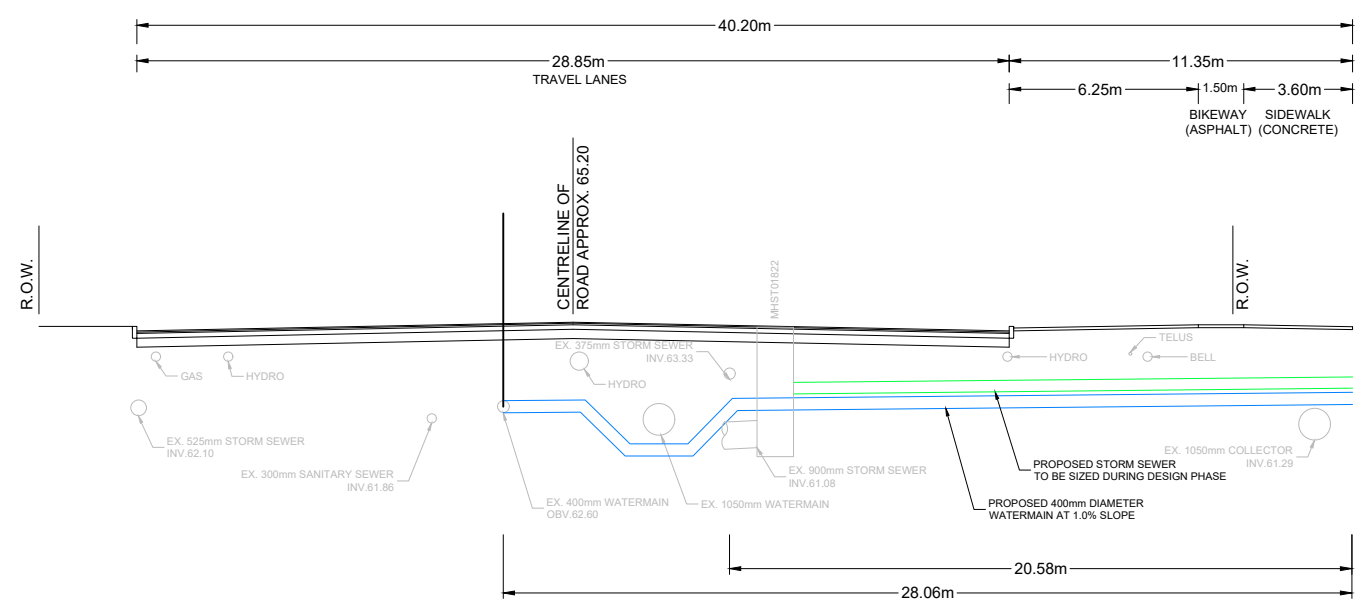 40.20m
28.85m
TRAVEL LANES
11.35m
6.25m
1.50m
3.60m
BIKEWAY
(ASPHALT)
SIDEWALK
(CONCRETE)
R.O.W.
CENTRELINE OF
ROAD APPROX. 65.20
MHST01822
R.O.W.
GAS
HYDRO
HYDRO
EX. 375mm STORM SEWER
INV.63.33
HYDRO
TELUS
BELL
EX. 525mm STORM SEWER
INV.62.10
EX. 300mm SANITARY SEWER
INV.61.86
EX. 400mm WATERMAIN
OBV.62.60
EX. 1050mm WATERMAIN
EX. 900mm STORM SEWER
INV.61.08
PROPOSED STORM SEWER
TO BE SIZED DURING DESIGN PHASE
PROPOSED 400mm DIAMETER
WATERMAIN AT 1.0% SLOPE
EX. 1050mm COLLECTOR
INV.61.29
20.58m
28.06m